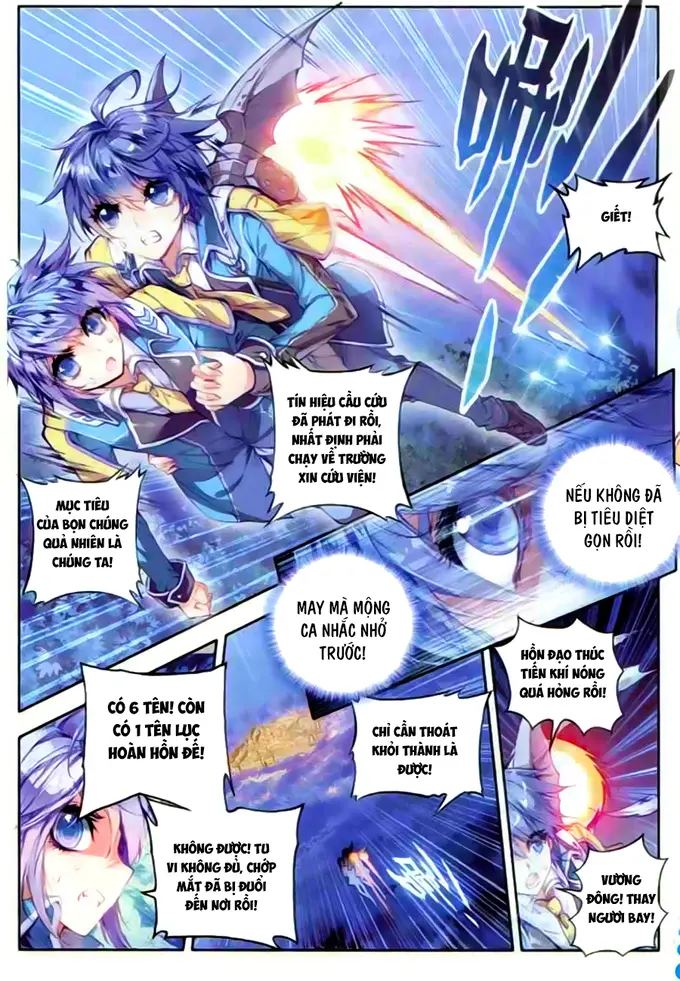 唰
GIẾT!
TÍN HIỆU CẦU CỨU
ĐÃ PHÁT ĐI RỒI,
NHẤT ĐỊNH PHẢI
CHẠY VỀ TRƯỜNG
XIN CỨU VIỆN!
MỤC TIÊU
CỦA BỌN CHÚNG
QUẢ NHIÊN LÀ
CHÚNG TA!
NẾU KHÔNG ĐÃ
BỊ TIÊU DIỆT
GỌN RỒI!
MAY MÀ MỘNG
CA NHẮC NHỞ
TRƯỚC!
CÓ 6 TÊN! CÒN
CÓ 1 TÊN LỤC
HOÀN HỒN ĐẾ!
KHÔNG ĐƯỢC! TU
VI KHÔNG ĐỦ, CHỚP
MẮT ĐÃ BỊ ĐUỔI
ĐẾN NƠI RỒI!
CHỈ CẦN THOÁT
KHỎI THÀNH LÀ
ĐƯỢC!
HỒN ĐẠO THÚC
TIẾN KHÍ NÓNG
QUÁ HỎNG RỒI!
VƯƠNG
ĐÔNG! THAY
NGƯỜI BAY!